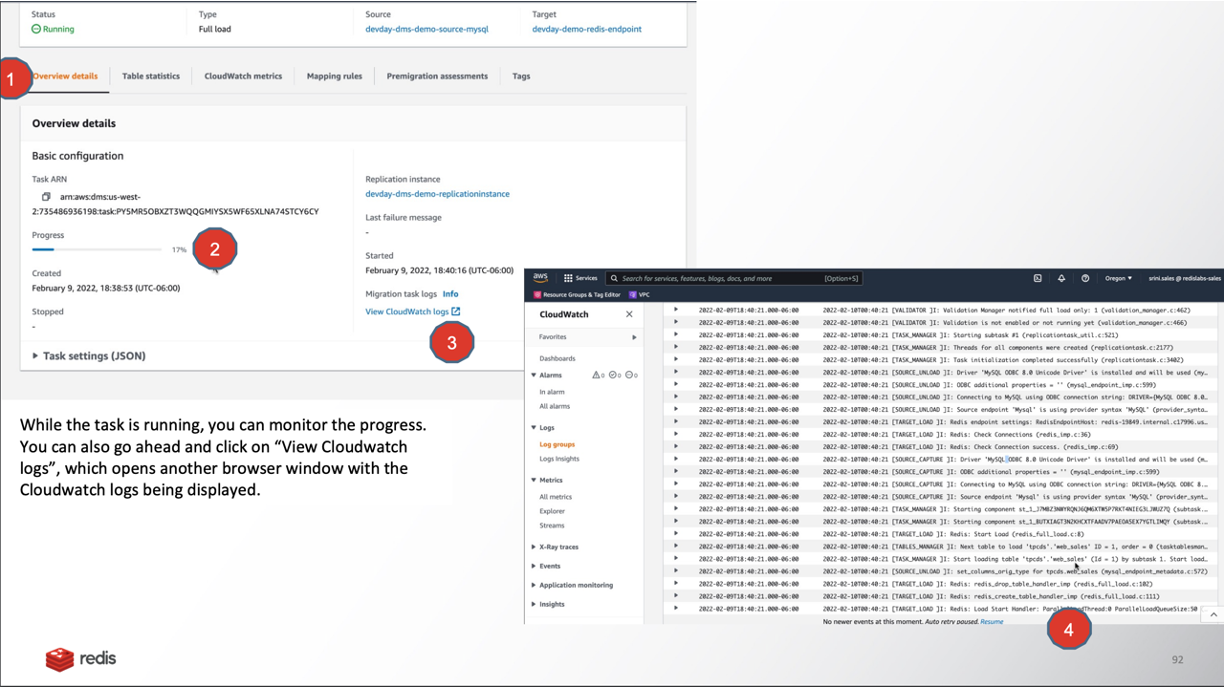 Status
Running
Type
Full load
Source
devday-dms-demo-source-mysql
Target
devday-demo-redis-endpoint
1
Overview details
Table statistics
CloudWatch metrics
Mapping rules
Premigration assessments
Tags
Overview details
Basic configuration
Task ARN
arn:aws:dms:us-west-
2:735486936198:task:PY5MR5OBXZT3WQQGMIYSX5WF65XLNA74STCY6CY
Progress
17%
2
Created
February 9, 2022, 18:38:53 (UTC-06:00)
Stopped
-
Replication instance
devday-dms-demo-replicationinstance
Last failure message
-
Started
February 9, 2022, 18:40:16 (UTC-06:00)
Migration task logs Info
View CloudWatch logs
3
Task settings (JSON)
While the task is running, you can monitor the progress.
You can also go ahead and click on “View Cloudwatch
logs”, which opens another browser window with the
Cloudwatch logs being displayed.
aws
Services
Search for services, features, blogs, docs, and more
[Option+S]
Oregon
srini.sales @ redislabs-sales
Resource Groups & Tag Editor
VPC
CloudWatch
Favorites
Dashboards
Alarms 0 0 0
In alarm
All alarms
Logs
Log groups
Logs Insights
Metrics
All metrics
Explorer
Streams
X-Ray traces
Events
Application monitoring
Insights
2022-02-09T18:40:21.000-06:00 2022-02-10T00:40:21 [VALIDATOR ]I: Validation Manager notified full load only: 1 (validation_manager.c:462)
2022-02-09T18:40:21.000-06:00 2022-02-10T00:40:21 [VALIDATOR ]I: Validation is not enabled or not running yet (validation_manager.c:466)
2022-02-09T18:40:21.000-06:00 2022-02-10T00:40:21 [TASK_MANAGER ]I: Starting subtask #1 (replicationtask_util.c:521)
2022-02-09T18:40:21.000-06:00 2022-02-10T00:40:21 [TASK_MANAGER ]I: Threads for all components were created (replicationtask.c:2177)
2022-02-09T18:40:21.000-06:00 2022-02-10T00:40:21 [TASK_MANAGER ]I: Task initialization completed successfully (replicationtask.c:3402)
2022-02-09T18:40:21.000-06:00 2022-02-10T00:40:21 [SOURCE_UNLOAD ]I: Driver 'MySQL ODBC 8.0 Unicode Driver' is installed and will be used (my...
2022-02-09T18:40:21.000-06:00 2022-02-10T00:40:21 [SOURCE_UNLOAD ]I: ODBC additional properties = '' (mysql_endpoint_imp.c:599)
2022-02-09T18:40:21.000-06:00 2022-02-10T00:40:21 [SOURCE_UNLOAD ]I: Connecting to MySQL using ODBC connection string: DRIVER={MySQL ODBC 8.0...
2022-02-09T18:40:21.000-06:00 2022-02-10T00:40:21 [SOURCE_UNLOAD ]I: Source endpoint 'Mysql' is using provider syntax 'MySQL' (provider_synta...
2022-02-09T18:40:21.000-06:00 2022-02-10T00:40:21 [TARGET_LOAD ]I: Redis endpoint settings: RedisEndpointHost: redis-19849.internal.c17996.us...
2022-02-09T18:40:21.000-06:00 2022-02-10T00:40:21 [TARGET_LOAD ]I: Redis: Check Connections (redis_imp.c:36)
2022-02-09T18:40:21.000-06:00 2022-02-10T00:40:21 [TARGET_LOAD ]I: Redis: Check Connection success. (redis_imp.c:69)
2022-02-09T18:40:21.000-06:00 2022-02-10T00:40:21 [SOURCE_CAPTURE ]I: Driver 'MySQL ODBC 8.0 Unicode Driver' is installed and will be used (m...
2022-02-09T18:40:21.000-06:00 2022-02-10T00:40:21 [SOURCE_CAPTURE ]I: ODBC additional properties = '' (mysql_endpoint_imp.c:599)
2022-02-09T18:40:21.000-06:00 2022-02-10T00:40:21 [SOURCE_CAPTURE ]I: Connecting to MySQL using ODBC connection string: DRIVER={MySQL ODBC 8....
2022-02-09T18:40:21.000-06:00 2022-02-10T00:40:21 [SOURCE_CAPTURE ]I: Source endpoint 'Mysql' is using provider syntax 'MySQL' (provider_synt...
2022-02-09T18:40:21.000-06:00 2022-02-10T00:40:21 [TASK_MANAGER ]I: Starting component (subtask...
2022-02-09T18:40:21.000-06:00 2022-02-10T00:40:21 [TASK_MANAGER ]I: Starting component (subtask...
2022-02-09T18:40:21.000-06:00 2022-02-10T00:40:21 [TARGET_LOAD ]I: Redis: Start Load (redis_full_load.c:8)
2022-02-09T18:40:21.000-06:00 2022-02-10T00:40:21 [TABLES_MANAGER ]I: Next table to load 'tpcds'.'web_sales' ID = 1, order = 0 (tasktablesman...
2022-02-09T18:40:21.000-06:00 2022-02-10T00:40:21 [TASK_MANAGER ]I: Start loading table 'tpcds'.'web_sales' (Id = 1) by subtask 1. Start load...
2022-02-09T18:40:21.000-06:00 2022-02-10T00:40:21 [SOURCE_UNLOAD ]I: set_columns_orig_type for tpcds.web_sales (mysql_endpoint_metadata.c:572)
2022-02-09T18:40:21.000-06:00 2022-02-10T00:40:21 [TARGET_LOAD ]I: Redis: redis_drop_table_handler_imp (redis_full_load.c:102)
2022-02-09T18:40:21.000-06:00 2022-02-10T00:40:21 [TARGET_LOAD ]I: Redis: redis_create_table_handler_imp (redis_full_load.c:111)
2022-02-09T18:40:21.000-06:00 2022-02-10T00:40:21 [TARGET_LOAD ]I: Redis: Load Start Handler: ParallelLoadThread:0 ParallelLoadQueueSize:50
No newer events at this moment. Auto retry paused. Resume
4
redis
92